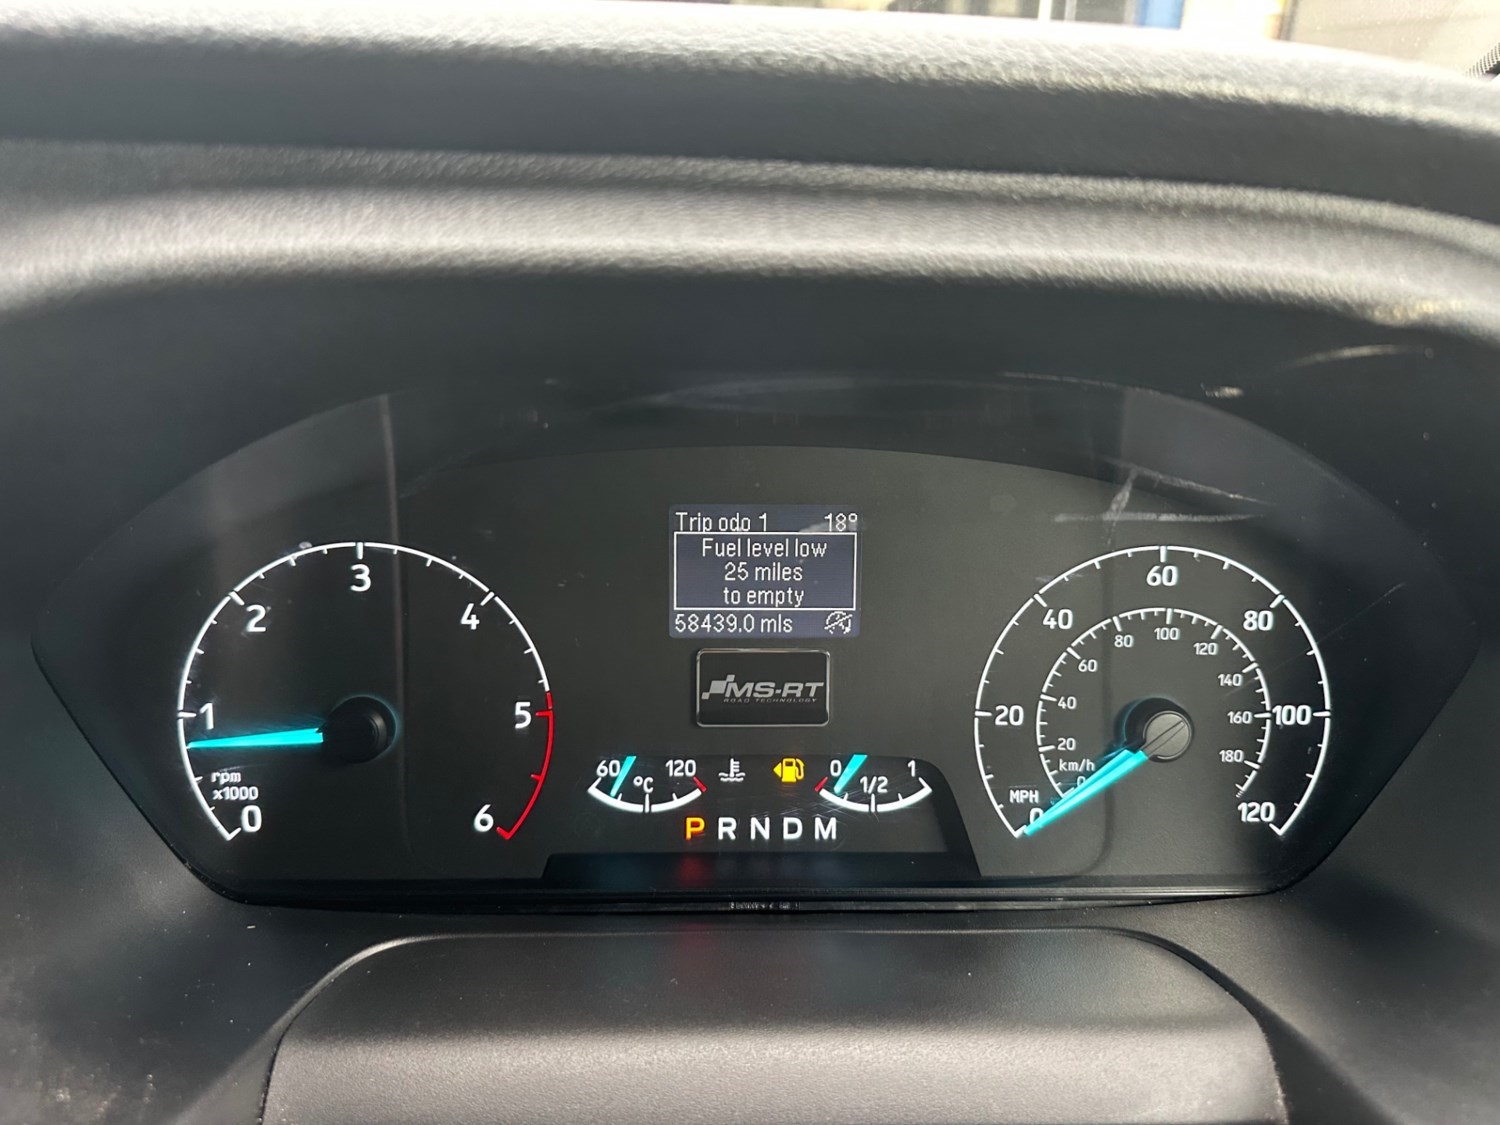 Trip odo 1 18°
Fuel level low
25 miles
to empty
58439.0 mls
MS-RT
ROAD TECHNOLOGY
0 1 2 3 4 5 6
rpm
x1000
60 °C 120
0 1/2 1
P R N D M
0 20 40 60 80 100 120
MPH
0 20 40 60 80 100 120 140 160 180
km/h